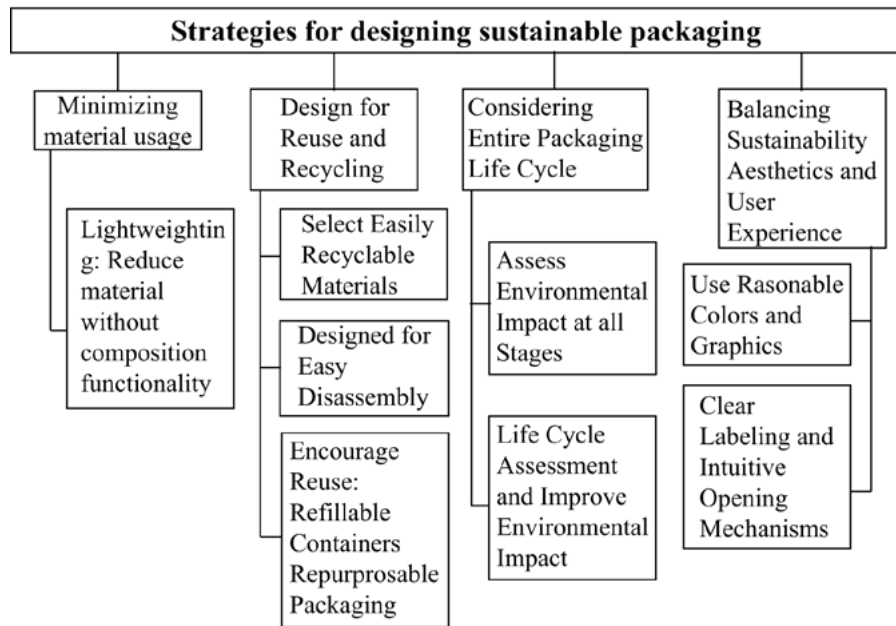 Strategies for designing sustainable packaging
Minimizing
material usage
Lightweightin
g: Reduce
material
without
composition
functionality
Design for
Reuse and
Recycling
Select Easily
Recyclable
Materials
Designed for
Easy
Disassembly
Encourage
Reuse:
Refillable
Containers
Repurprosable
Packaging
Considering
Entire Packaging
Life Cycle
Assess
Environmental
Impact at all
Stages
Life Cycle
Assessment
and Improve
Environmental
Impact
Balancing
Sustainability
Aesthetics and
User
Experience
Use Rasonable
Colors and
Graphics
Clear
Labeling and
Intuitive
Opening
Mechanisms